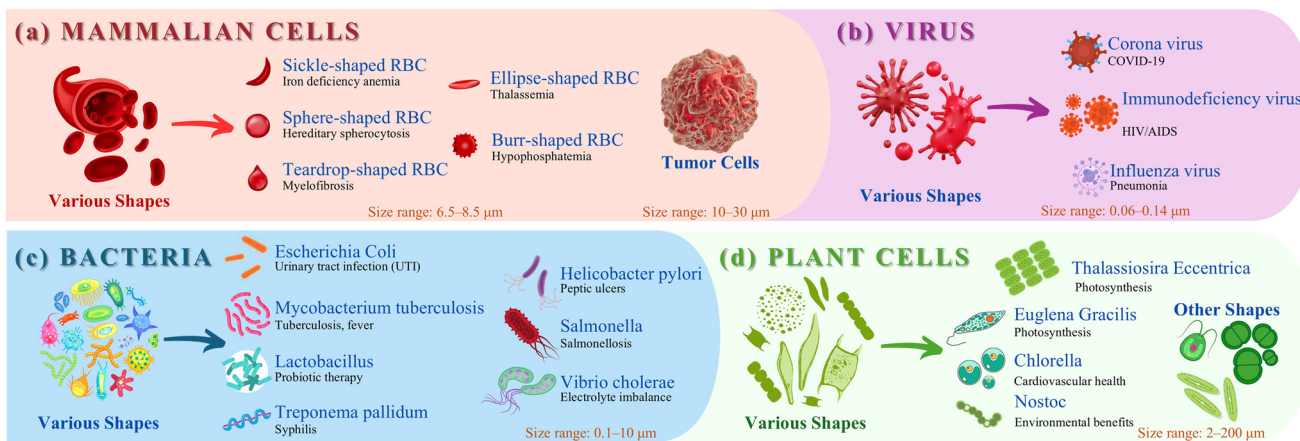 (a) MAMMALIAN CELLS
Sickle-shaped RBC
Iron deficiency anemia
Sphere-shaped RBC
Hereditary spherocytosis
Teardrop-shaped RBC
Myelofibrosis
Ellipse-shaped RBC
Thalassemia
Burr-shaped RBC
Hypophosphatemia
Tumor Cells
Various Shapes
Size range: 6.5–8.5 μm
Size range: 10–30 μm
(b) VIRUS
Corona virus
COVID-19
Immunodeficiency virus
HIV/AIDS
Influenza virus
Pneumonia
Various Shapes
Size range: 0.06–0.14 μm
(c) BACTERIA
Escherichia Coli
Urinary tract infection (UTI)
Mycobacterium tuberculosis
Tuberculosis, fever
Lactobacillus
Probiotic therapy
Treponema pallidum
Syphilis
Helicobacter pylori
Peptic ulcers
Salmonella
Salmonellosis
Vibrio cholerae
Electrolyte imbalance
Various Shapes
Size range: 0.1–10 μm
(d) PLANT CELLS
Thalassiosira Eccentrica
Photosynthesis
Euglena Gracilis
Photosynthesis
Chlorella
Cardiovascular health
Nostoc
Environmental benefits
Other Shapes
Various Shapes
Size range: 2–200 μm